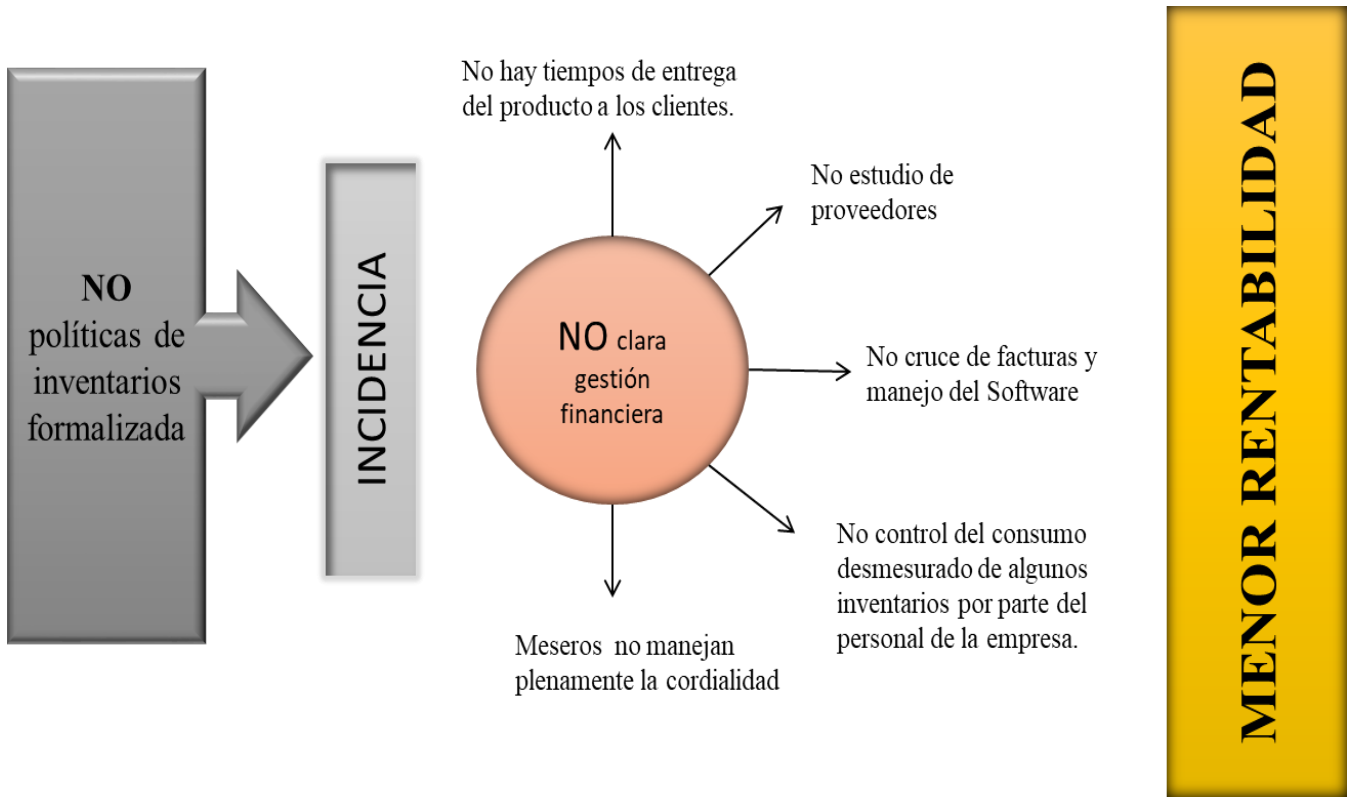 NO
políticas de
inventarios
formalizada
INCIDENCIA
No hay tiempos de entrega
del producto a los clientes.
No estudio de
proveedores
NO clara
gestión
financiera
No cruce de facturas y
manejo del Software
No control del consumo
desmesurado de algunos
inventarios por parte del
personal de la empresa.
Meseros no manejan
plenamente la cordialidad
MENOR RENTABILIDAD